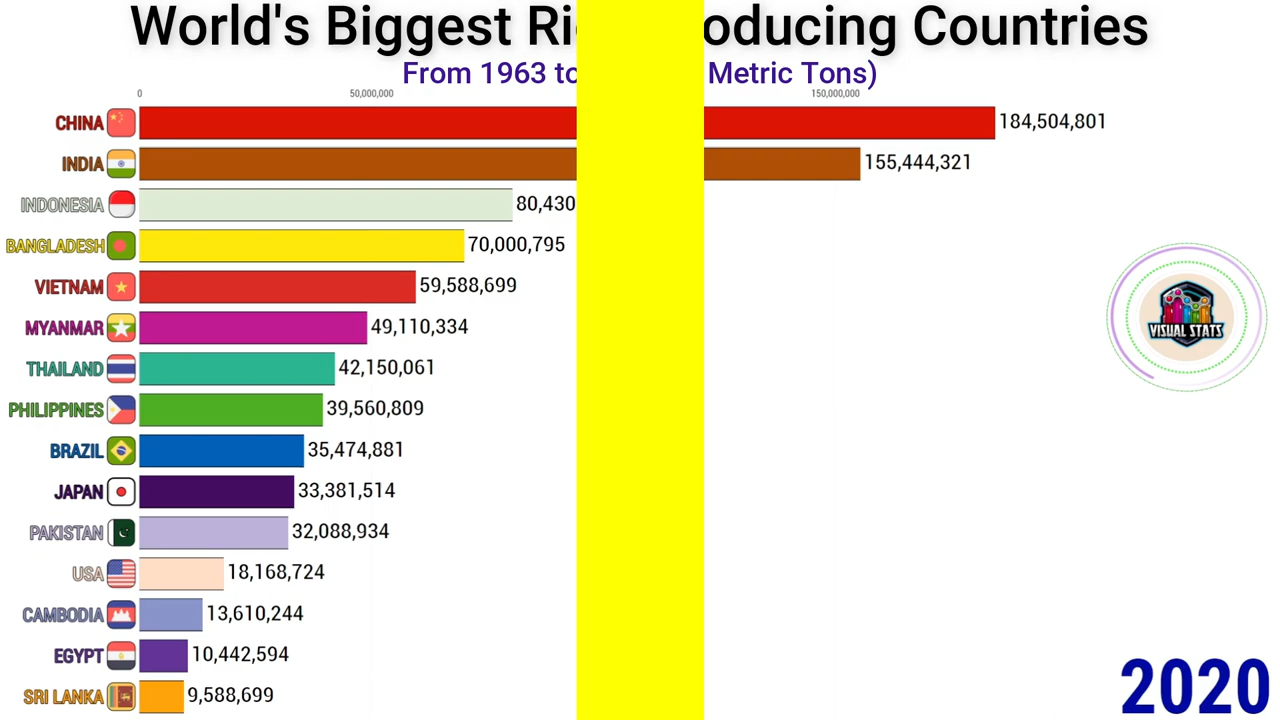 World's Biggest Ri oducing Countries
From 1963 to Metric Tons)
0 50,000,000 150,000,000
CHINA 184,504,801
INDIA 155,444,321
INDONESIA 80,430
BANGLADESH 70,000,795
VIETNAM 59,588,699
MYANMAR 49,110,334
THAILAND 42,150,061
PHILIPPINES 39,560,809
BRAZIL 35,474,881
JAPAN 33,381,514
PAKISTAN 32,088,934
USA 18,168,724
CAMBODIA 13,610,244
EGYPT 10,442,594
SRI LANKA 9,588,699
VISUAL STATS
2020